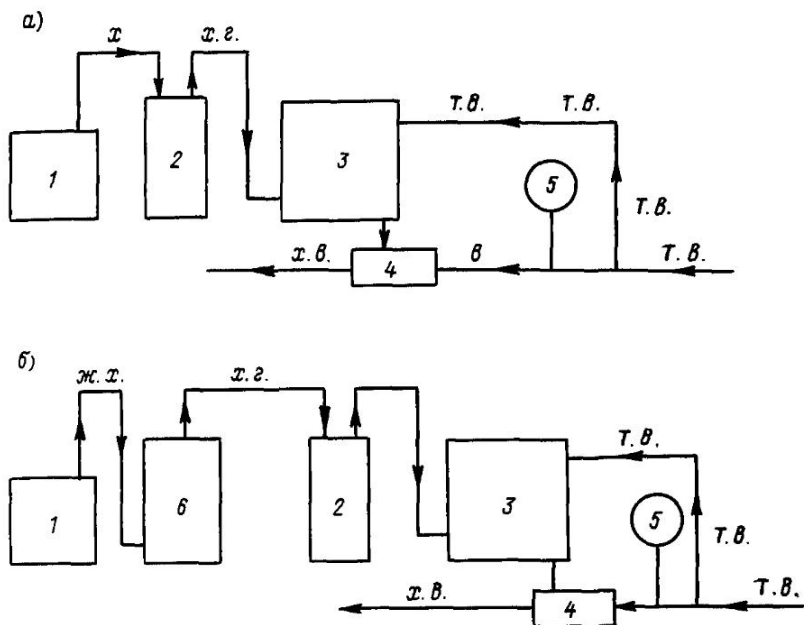 а)
х х.г.
т.в. т.в.
1 2 3 5
т.в.
х.в. 4 в т.в.
б)
ж.х. х.г.
т.в.
1 6 2 3 5
т.в.
х.в. 4 т.в.